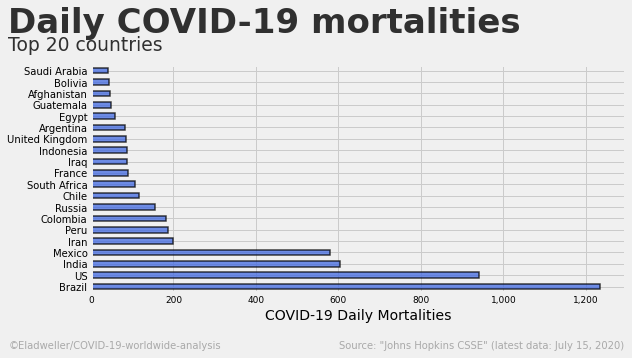 Daily COVID-19 mortalities
Top 20 countries
Saudi Arabia
Bolivia
Afghanistan
Guatemala
Egypt
Argentina
United Kingdom
Indonesia
Iraq
France
South Africa
Chile
Russia
Colombia
Peru
Iran
Mexico
India
US
Brazil
0 200 400 600 800 1,000 1,200
COVID-19 Daily Mortalities
©Eladweller/COVID-19-worldwide-analysis Source: "Johns Hopkins CSSE" (latest data: July 15, 2020)